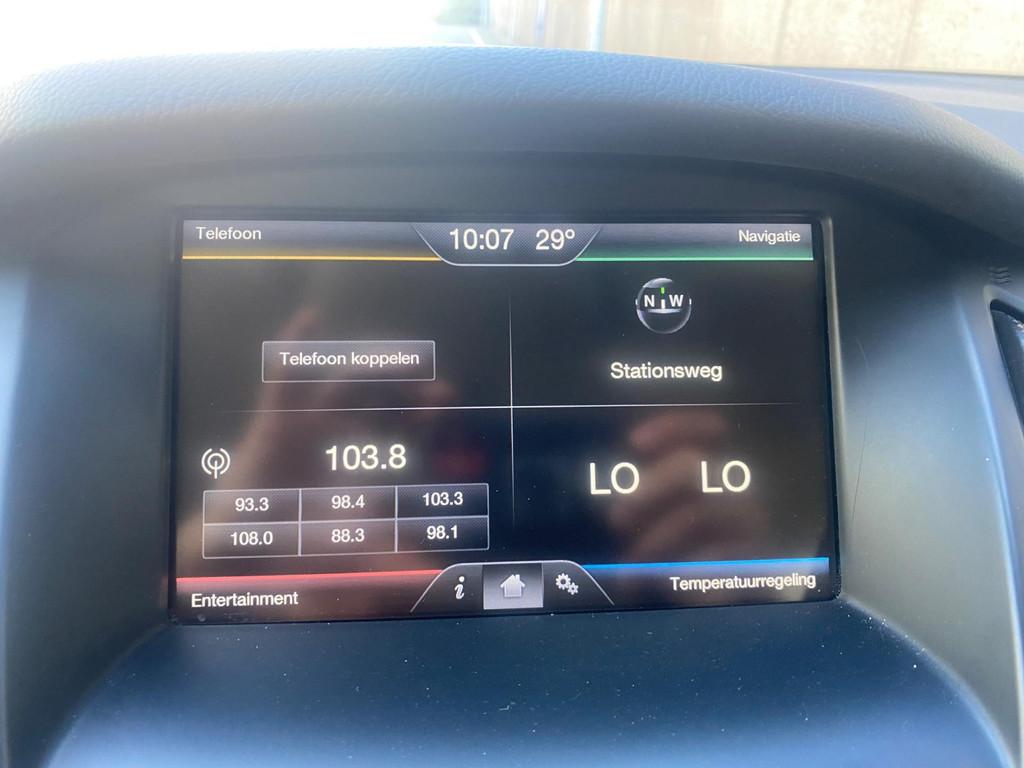 Telefoon
10:07 29°
Navigatie
N W
Telefoon koppelen
Stationsweg
103.8
93.3 98.4 103.3
108.0 88.3 98.1
LO LO
i
Entertainment
Temperatuurregeling